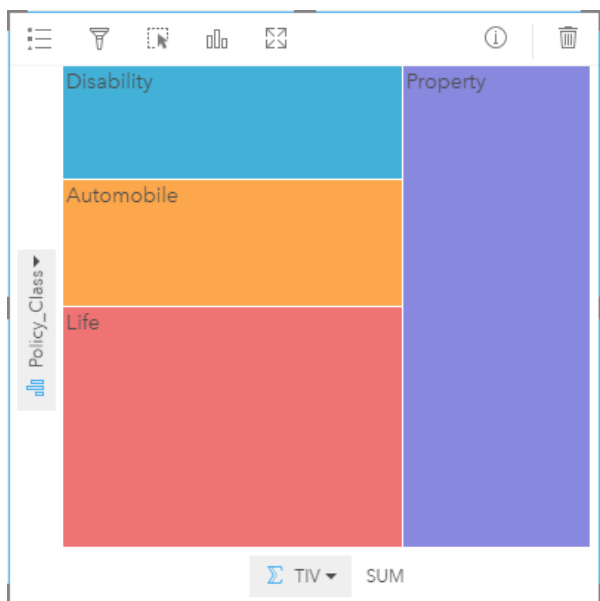 Disability
Property
Automobile
Life
Policy_Class
TIV SUM